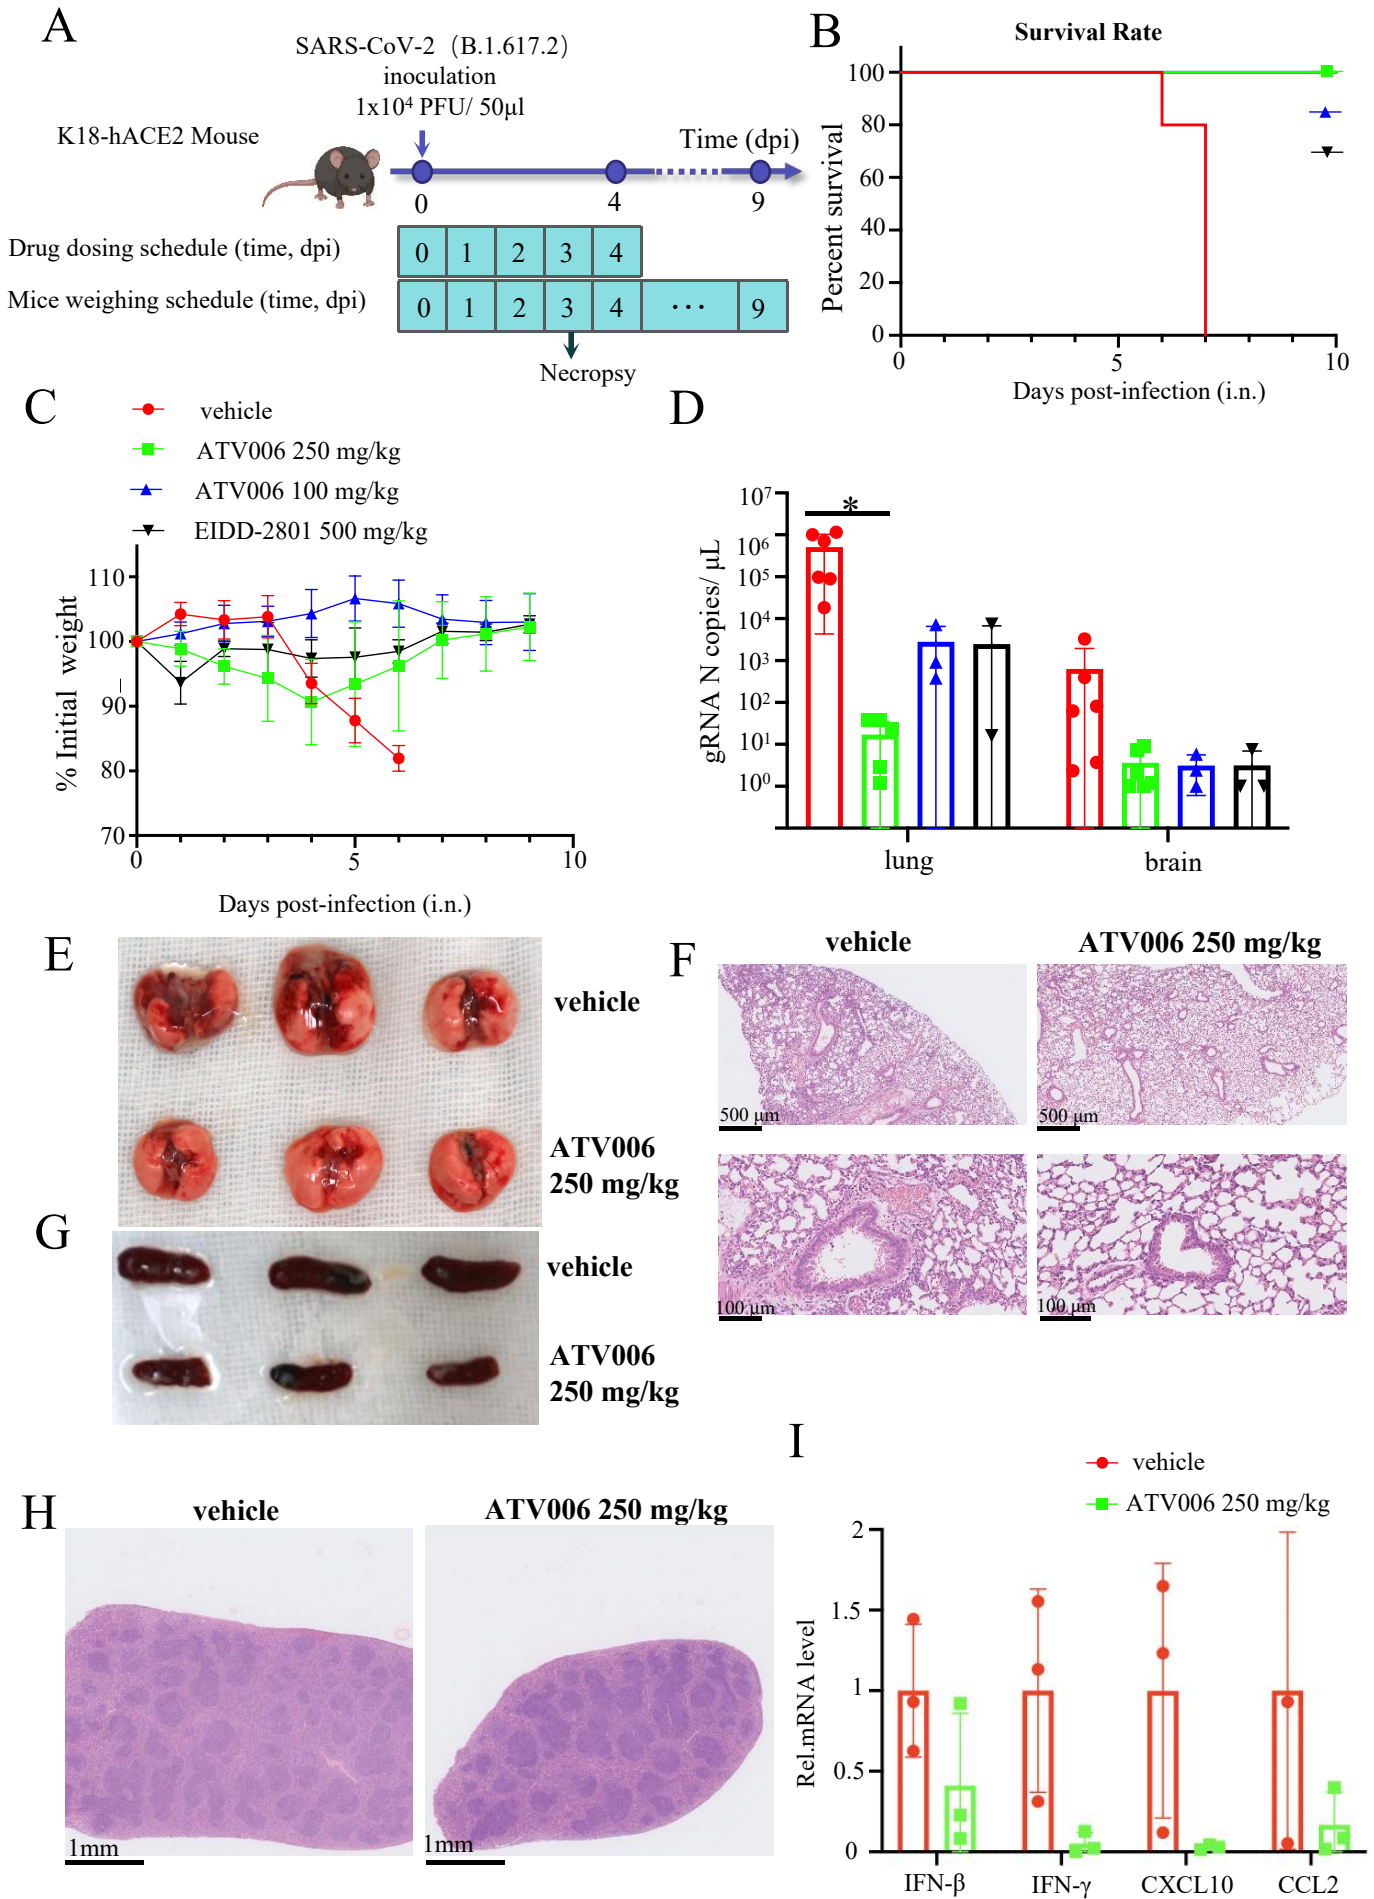 A
SARS-CoV-2（B.1.617.2）
inoculation
1x10⁴ PFU/ 50μl
K18-hACE2 Mouse
Time (dpi)
0 4 9
Drug dosing schedule (time, dpi)
0 1 2 3 4
Mice weighing schedule (time, dpi)
0 1 2 3 4 ··· 9
Necropsy
B
Survival Rate
Percent survival
100
80
60
40
20
0
0 5 10
Days post-infection (i.n.)
C
vehicle
ATV006 250 mg/kg
ATV006 100 mg/kg
EIDD-2801 500 mg/kg
% Initial weight
110
100
90
80
70
0 5 10
Days post-infection (i.n.)
D
gRNA N copies/ μL
10⁷
10⁶
10⁵
10⁴
10³
10²
10¹
10⁰
*
lung brain
E
vehicle
ATV006
250 mg/kg
F
vehicle ATV006 250 mg/kg
500 μm 500 μm
100 μm 100 μm
G
vehicle
ATV006
250 mg/kg
H
vehicle ATV006 250 mg/kg
1mm 1mm
I
vehicle
ATV006 250 mg/kg
Rel.mRNA level
2
1.5
1
0.5
0
IFN-β IFN-γ CXCL10 CCL2